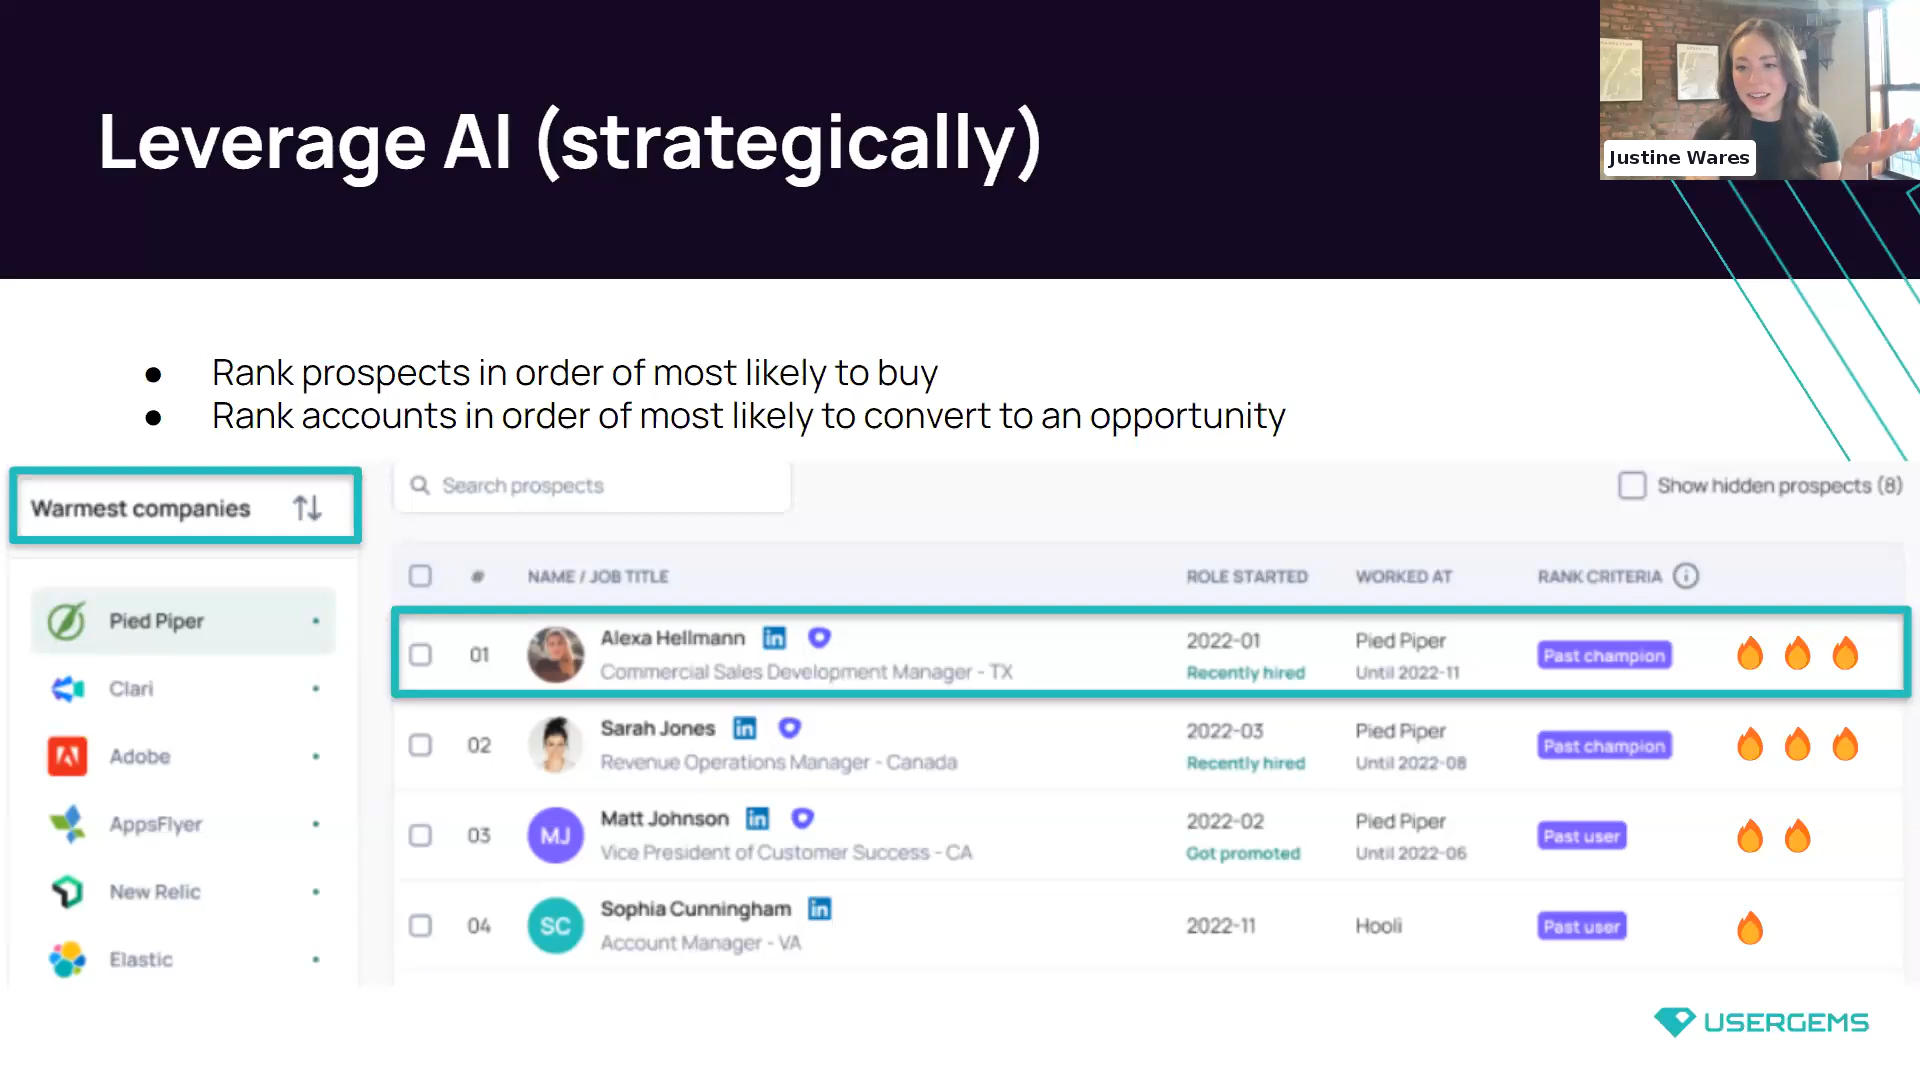 Leverage AI (strategically)
Justine Wares
● Rank prospects in order of most likely to buy
● Rank accounts in order of most likely to convert to an opportunity
Warmest companies
Search prospects
Show hidden prospects (8)
# NAME / JOB TITLE ROLE STARTED WORKED AT RANK CRITERIA
Pied Piper
Clari
Adobe
AppsFlyer
New Relic
Elastic
01 Alexa Hellmann 2022-01 Pied Piper Past champion
Commercial Sales Development Manager - TX Recently hired Until 2022-11
02 Sarah Jones 2022-03 Pied Piper Past champion
Revenue Operations Manager - Canada Recently hired Until 2022-08
03 MJ Matt Johnson 2022-02 Pied Piper Past user
Vice President of Customer Success - CA Got promoted Until 2022-06
04 SC Sophia Cunningham 2022-11 Hooli Past user
Account Manager - VA
USERGEMS